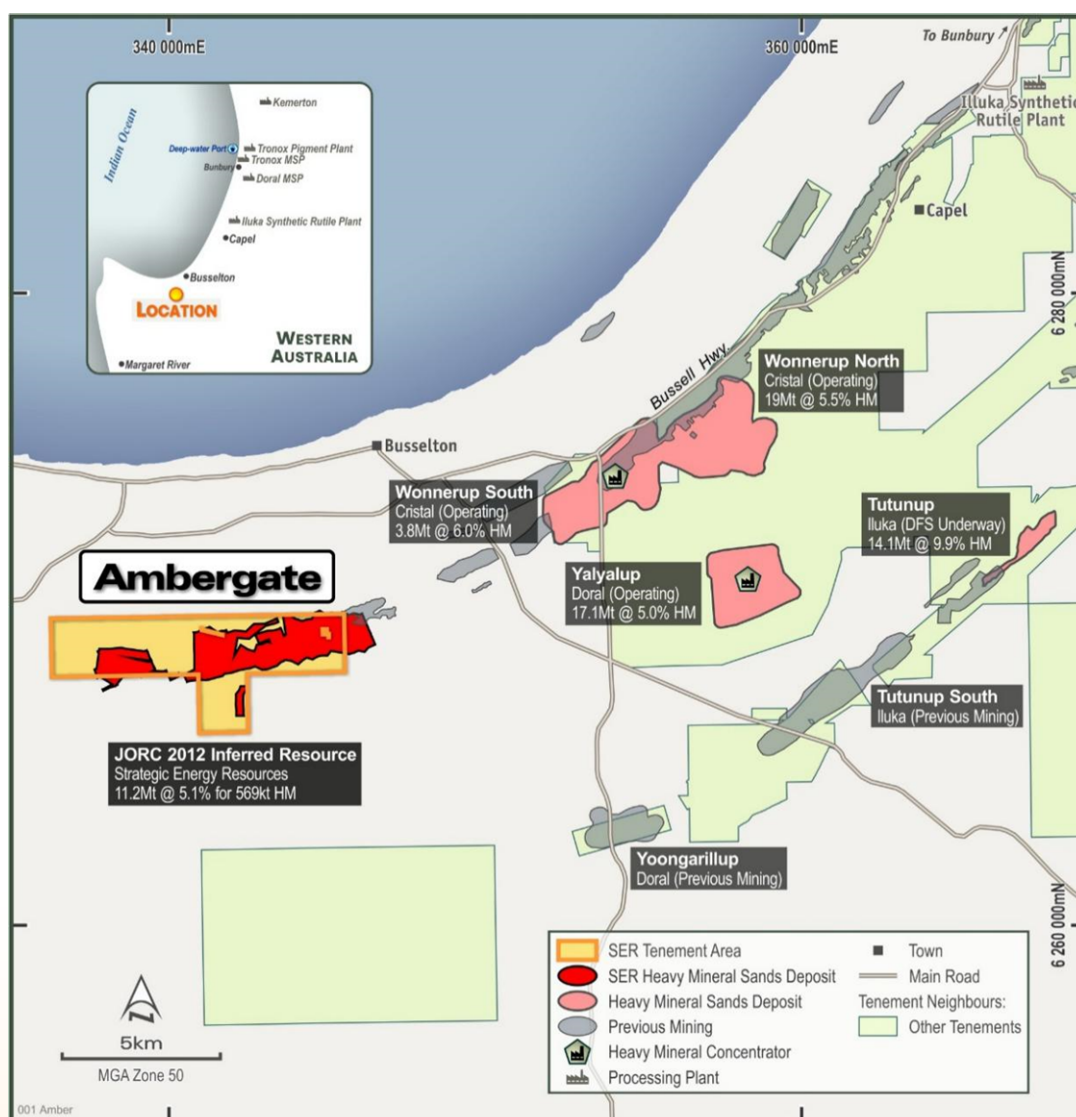 340 000mE
360 000mE
To Bunbury
Illuka Synthetic
Rutile Plant
Indian Ocean
Kemerton
Deep-water Port
Tronox Pigment Plant
Tronox MSP
Bunbury
Doral MSP
Iluka Synthetic Rutile Plant
Capel
Busselton
LOCATION
WESTERN
AUSTRALIA
Margaret River
Capel
6 280 000mN
Bussell Hwy
Wonnerup North
Cristal (Operating)
19Mt @ 5.5% HM
Busselton
Wonnerup South
Cristal (Operating)
3.8Mt @ 6.0% HM
Tutunup
Iluka (DFS Underway)
14.1Mt @ 9.9% HM
Yalyalup
Doral (Operating)
17.1Mt @ 5.0% HM
Ambergate
Tutunup South
Iluka (Previous Mining)
JORC 2012 Inferred Resource
Strategic Energy Resources
11.2Mt @ 5.1% for 569kt HM
Yoongarillup
Doral (Previous Mining)
6 260 000mN
SER Tenement Area
SER Heavy Mineral Sands Deposit
Heavy Mineral Sands Deposit
Previous Mining
Heavy Mineral Concentrator
Processing Plant
Town
Main Road
Tenement Neighbours:
Other Tenements
5km
MGA Zone 50
001 Amber